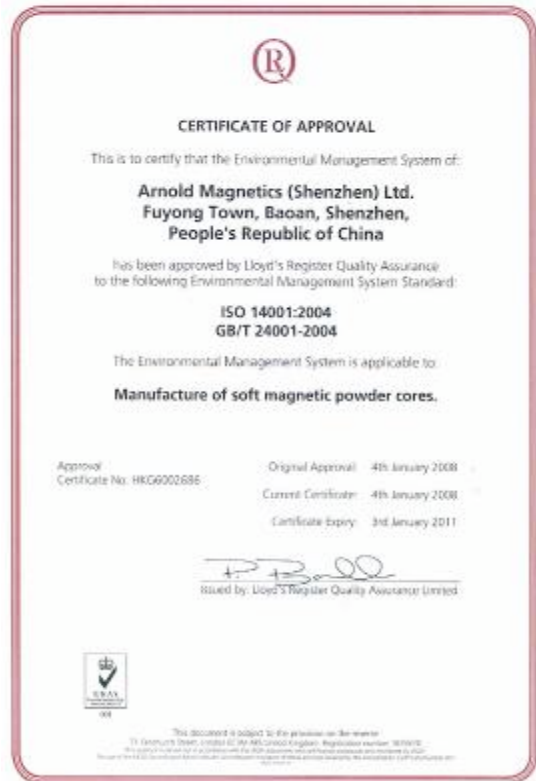 R
CERTIFICATE OF APPROVAL
This is to certify that the Environmental Management System of:
Arnold Magnetics (Shenzhen) Ltd.
Fuyong Town, Baoan, Shenzhen,
People's Republic of China
has been approved by Lloyd's Register Quality Assurance
to the following Environmental Management System Standard:
ISO 14001:2004
GB/T 24001-2004
The Environmental Management System is applicable to:
Manufacture of soft magnetic powder cores.
Approval
Certificate No: HKG6002686
Original Approval: 4th January 2008
Current Certificate: 4th January 2008
Certificate Expiry: 3rd January 2011
Issued by: Lloyd's Register Quality Assurance Limited
UKAS
001
This document is subject to the provision on the reverse